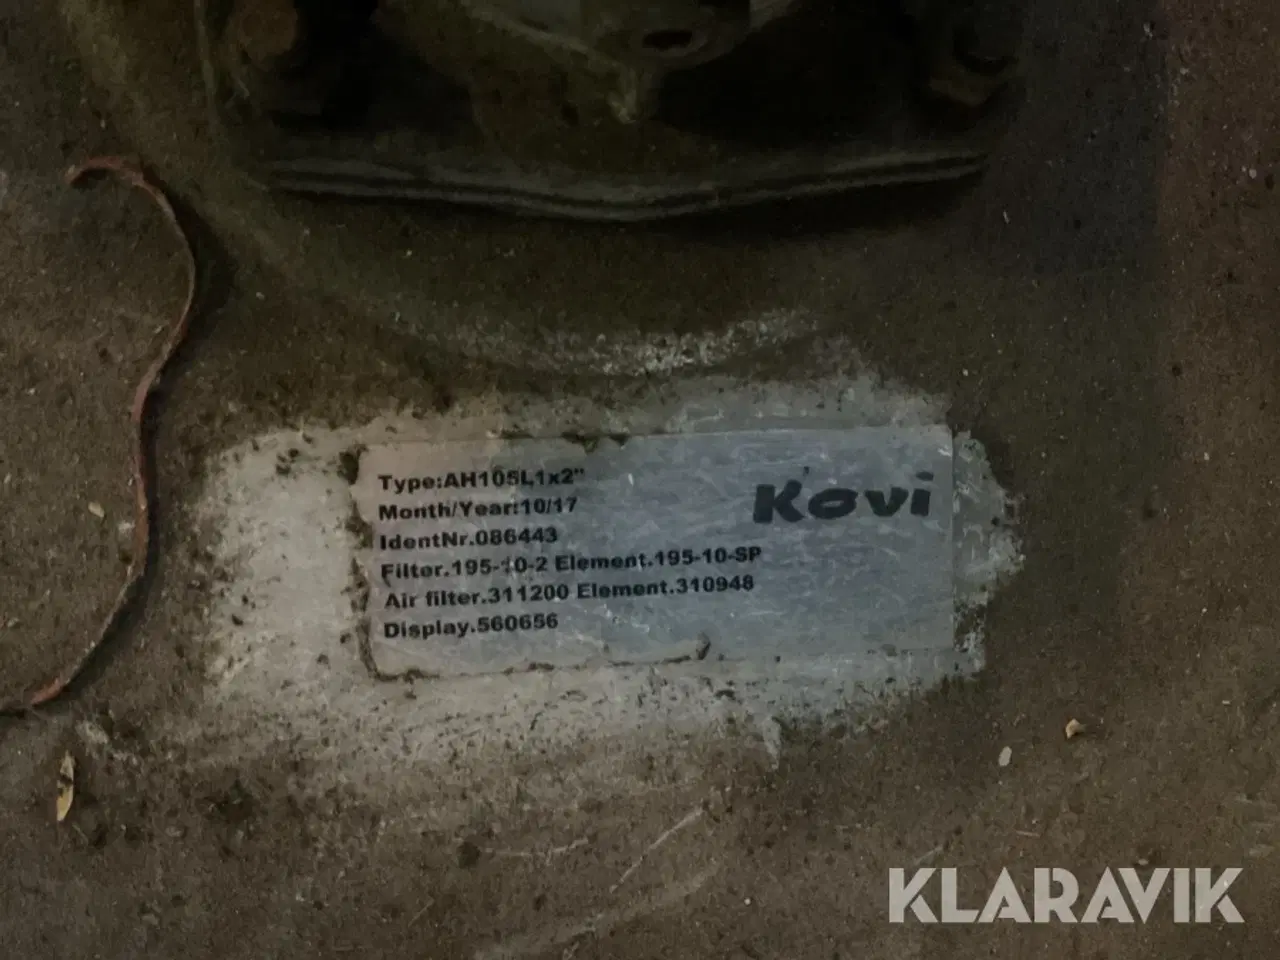 Type:AH105L1x2"
Month/Year:10/17
IdentNr.086443
Filter.195-10-2 Element.195-10-SP
Air filter.311200 Element.310948
Display.560656
Kovi
KLARAVIK